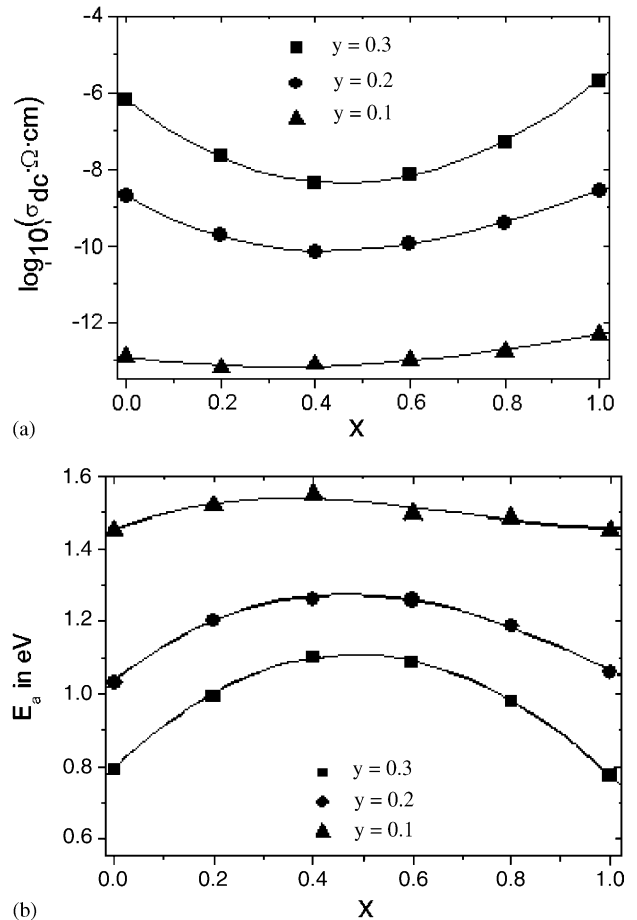 -4
-6
-8
-10
-12
log10(σdc·Ω·cm)
y = 0.3
y = 0.2
y = 0.1
0.0 0.2 0.4 0.6 0.8 1.0
(a)
X
1.6
1.4
1.2
1.0
0.8
0.6
Ea in eV
y = 0.3
y = 0.2
y = 0.1
0.0 0.2 0.4 0.6 0.8 1.0
(b)
X